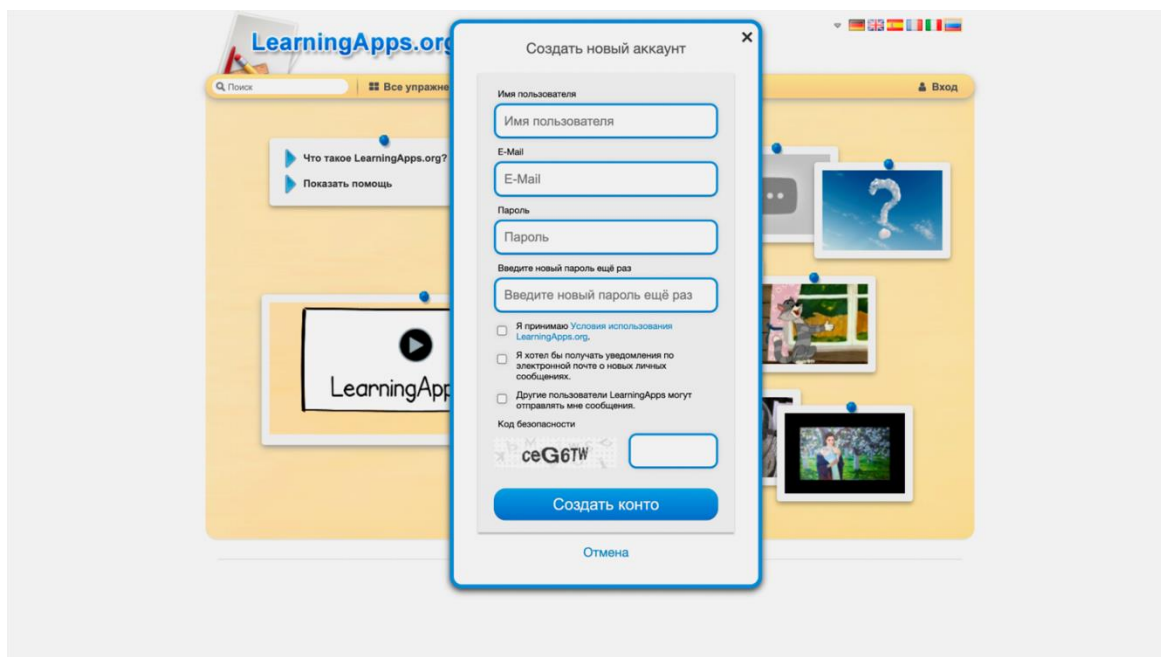 LearningApps.org
Поиск
Все упражне
Вход
Что такое LearningApps.org?
Показать помощь
LearningApp
Создать новый аккаунт
Имя пользователя
Имя пользователя
E-Mail
E-Mail
Пароль
Пароль
Введите новый пароль ещё раз
Введите новый пароль ещё раз
Я принимаю Условия использования
LearningApps.org.
Я хотел бы получать уведомления по
электронной почте о новых личных
сообщениях.
Другие пользователи LearningApps могут
отправлять мне сообщения.
Код безопасности
ceG6TW
Создать конто
Отмена